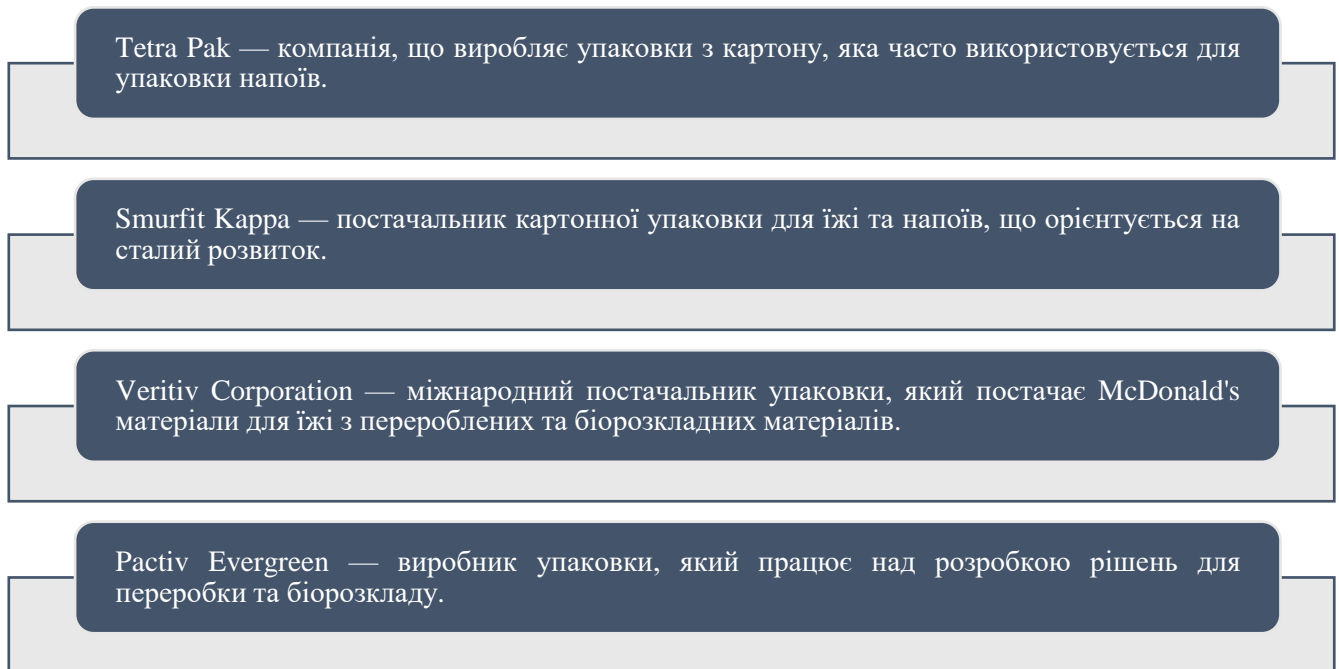 Tetra Pak — компанія, що виробляє упаковки з картону, яка часто використовується для
упаковки напоїв.
Smurfit Kappa — постачальник картонної упаковки для їжі та напоїв, що орієнтується на
сталий розвиток.
Veritiv Corporation — міжнародний постачальник упаковки, який постачає McDonald's
матеріали для їжі з перероблених та біорозкладних матеріалів.
Pactiv Evergreen — виробник упаковки, який працює над розробкою рішень для
переробки та біорозкладу.